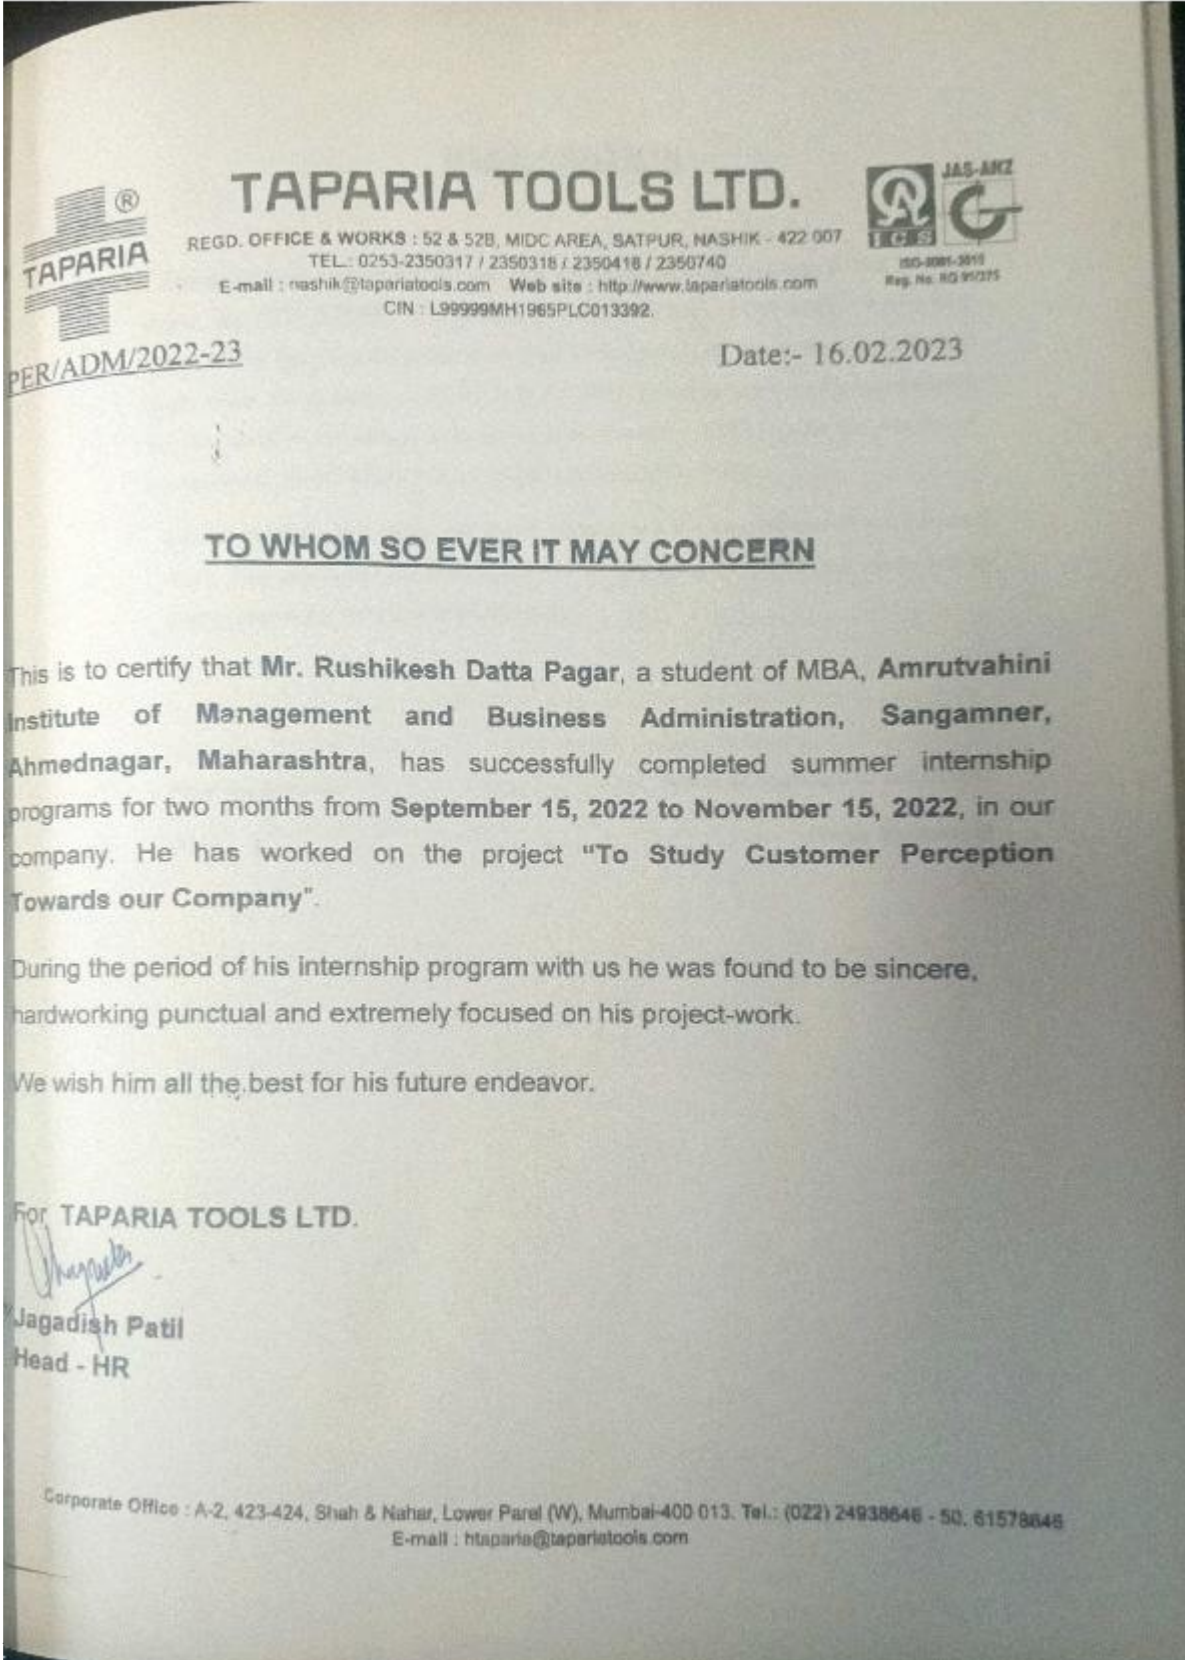 TAPARIA
®
TAPARIA TOOLS LTD.
REGD. OFFICE & WORKS : 52 & 52B, MIDC AREA, SATPUR, NASHIK - 422 007
TEL.: 0253-2350317 / 2350318 / 2350418 / 2350740
E-mail : nashik@tapariatools.com Web site : http://www.tapariatools.com
CIN : L99999MH1965PLC013392.
JAS-ANZ
ICS
Reg. No. RQ 91/375
PER/ADM/2022-23
Date:- 16.02.2023
TO WHOM SO EVER IT MAY CONCERN
This is to certify that Mr. Rushikesh Datta Pagar, a student of MBA, Amrutvahini
Institute of Management and Business Administration, Sangamner,
Ahmednagar, Maharashtra, has successfully completed summer internship
programs for two months from September 15, 2022 to November 15, 2022, in our
company. He has worked on the project "To Study Customer Perception
Towards our Company".
During the period of his internship program with us he was found to be sincere,
hardworking punctual and extremely focused on his project-work.
We wish him all the best for his future endeavor.
For TAPARIA TOOLS LTD.
Jagadish Patil
Head - HR
Corporate Office : A-2, 423-424, Shah & Nahar, Lower Parel (W), Mumbai-400 013. Tel.: (022) 24938646 - 50, 61578646
E-mail : htaparia@tapariatools.com